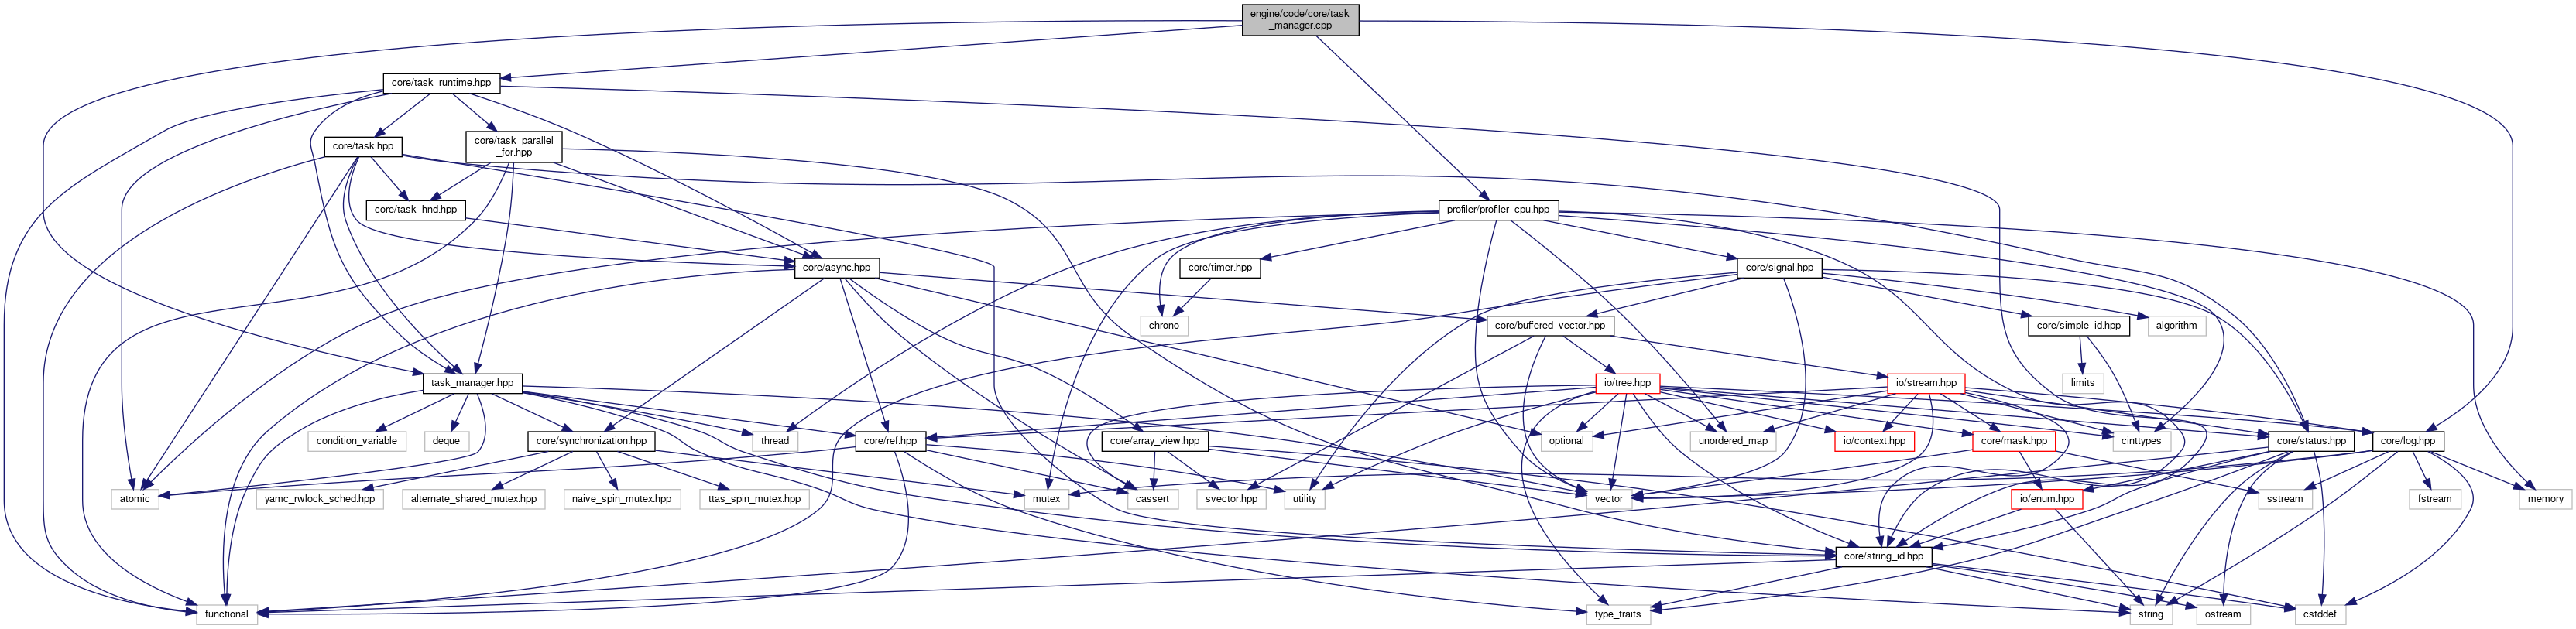 engine/code/core/task
_manager.cpp
core/task_runtime.hpp
core/task.hpp
core/task_parallel
_for.hpp
core/task_hnd.hpp
profiler/profiler_cpu.hpp
core/async.hpp
core/timer.hpp
core/signal.hpp
chrono
core/buffered_vector.hpp
core/simple_id.hpp
algorithm
task_manager.hpp
io/tree.hpp
io/stream.hpp
limits
condition_variable
deque
core/synchronization.hpp
thread
core/ref.hpp
core/array_view.hpp
optional
unordered_map
io/context.hpp
core/mask.hpp
cinttypes
core/status.hpp
core/log.hpp
atomic
yamc_rwlock_sched.hpp
alternate_shared_mutex.hpp
naive_spin_mutex.hpp
ttas_spin_mutex.hpp
mutex
cassert
svector.hpp
utility
vector
io/enum.hpp
sstream
fstream
memory
core/string_id.hpp
functional
type_traits
string
ostream
cstddef